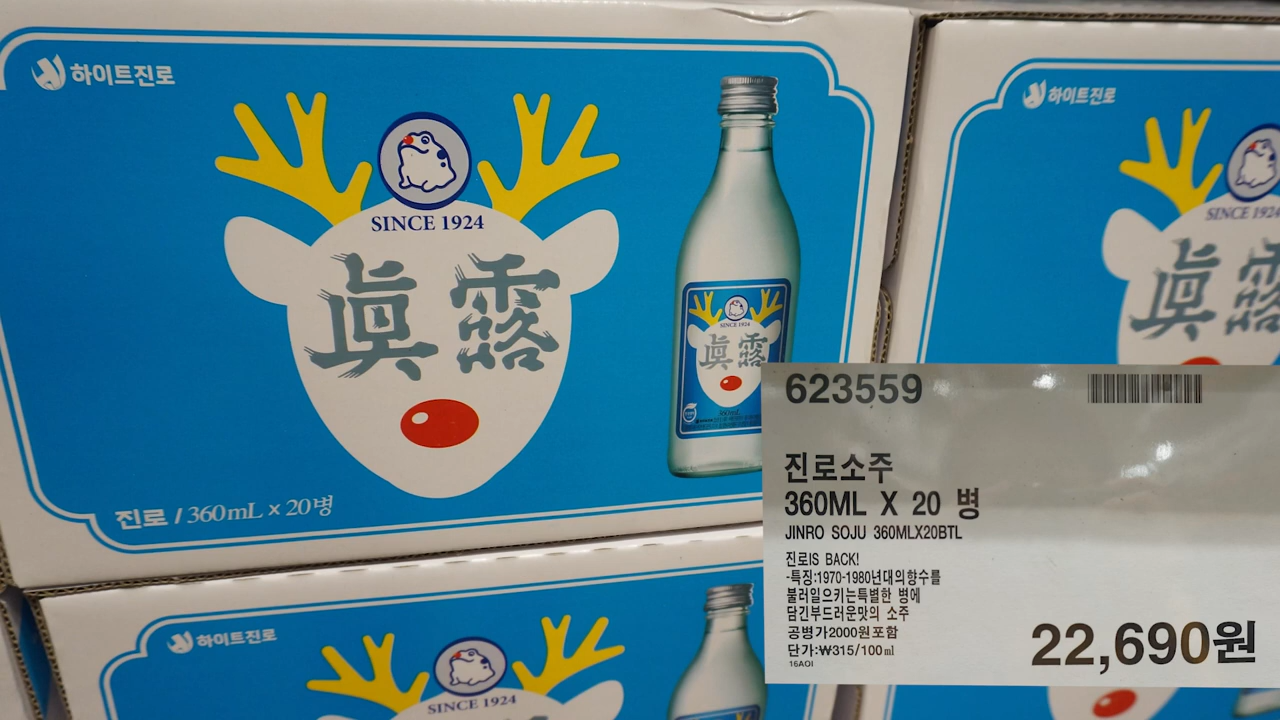 하이트진로
SINCE 1924
眞露
진로 / 360mL x 20병
SINCE 1924
眞露
360mL
하이트진로
SINCE 1924
眞
하이트진로
SINCE 1924
623559
진로소주
360ML X 20 병
JINRO SOJU 360MLX20BTL
진로IS BACK!
-특징:1970-1980년대의향수를
불러일으키는특별한 병에
담긴부드러운맛의 소주
공병가2000원포함
단가:₩315/100㎖
16AOI
22,690원